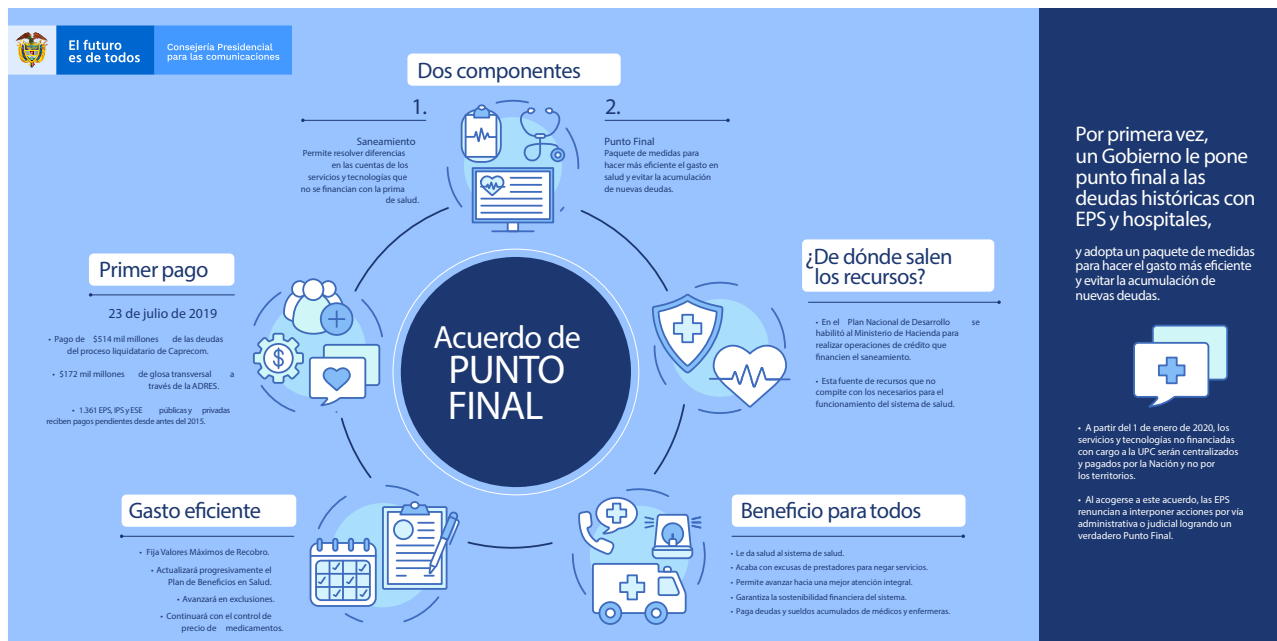 El futuro
es de todos
Consejería Presidencial
para las comunicaciones
Dos componentes
1.
Saneamiento
Permite resolver diferencias
en las cuentas de los
servicios y tecnologías que
no se financian con la prima
de salud.
2.
Punto Final
Paquete de medidas para
hacer más eficiente el gasto en
salud y evitar la acumulación
de nuevas deudas.
Primer pago
23 de julio de 2019
• Pago de $514 mil millones de las deudas
del proceso liquidatario de Caprecom.
• $172 mil millones de glosa transversal a
través de la ADRES.
• 1.361 EPS, IPS y ESE públicas y privadas
reciben pagos pendientes desde antes del 2015.
Acuerdo de
PUNTO
FINAL
¿De dónde salen
los recursos?
• En el Plan Nacional de Desarrollo se
habilitó al Ministerio de Hacienda para
realizar operaciones de crédito que
financien el saneamiento.
• Esta fuente de recursos que no
compite con los necesarios para el
funcionamiento del sistema de salud.
Gasto eficiente
• Fija Valores Máximos de Recobro.
• Actualizará progresivamente el
Plan de Beneficios en Salud.
• Avanzará en exclusiones.
• Continuará con el control de
precio de medicamentos.
Beneficio para todos
• Le da salud al sistema de salud.
• Acaba con excusas de prestadores para negar servicios.
• Permite avanzar hacia una mejor atención integral.
• Garantiza la sostenibilidad financiera del sistema.
• Paga deudas y sueldos acumulados de médicos y enfermeras.
Por primera vez,
un Gobierno le pone
punto final a las
deudas históricas con
EPS y hospitales,
y adopta un paquete de medidas
para hacer el gasto más eficiente
y evitar la acumulación de
nuevas deudas.
• A partir del 1 de enero de 2020, los
servicios y tecnologías no financiadas
con cargo a la UPC serán centralizados
y pagados por la Nación y no por
los territorios.
• Al acogerse a este acuerdo, las EPS
renuncian a interponer acciones por vía
administrativa o judicial logrando un
verdadero Punto Final.